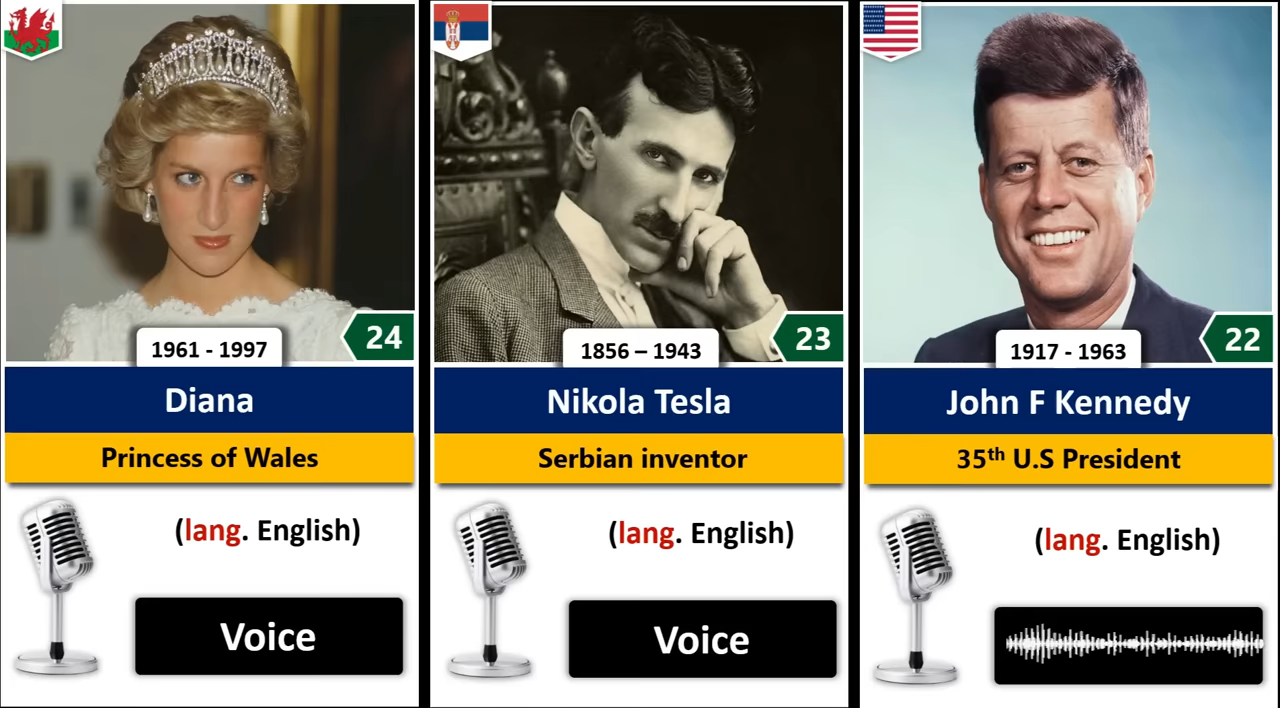 24
1961 - 1997
Diana
Princess of Wales
(lang. English)
Voice
23
1856 – 1943
Nikola Tesla
Serbian inventor
(lang. English)
Voice
22
1917 - 1963
John F Kennedy
35th U.S President
(lang. English)